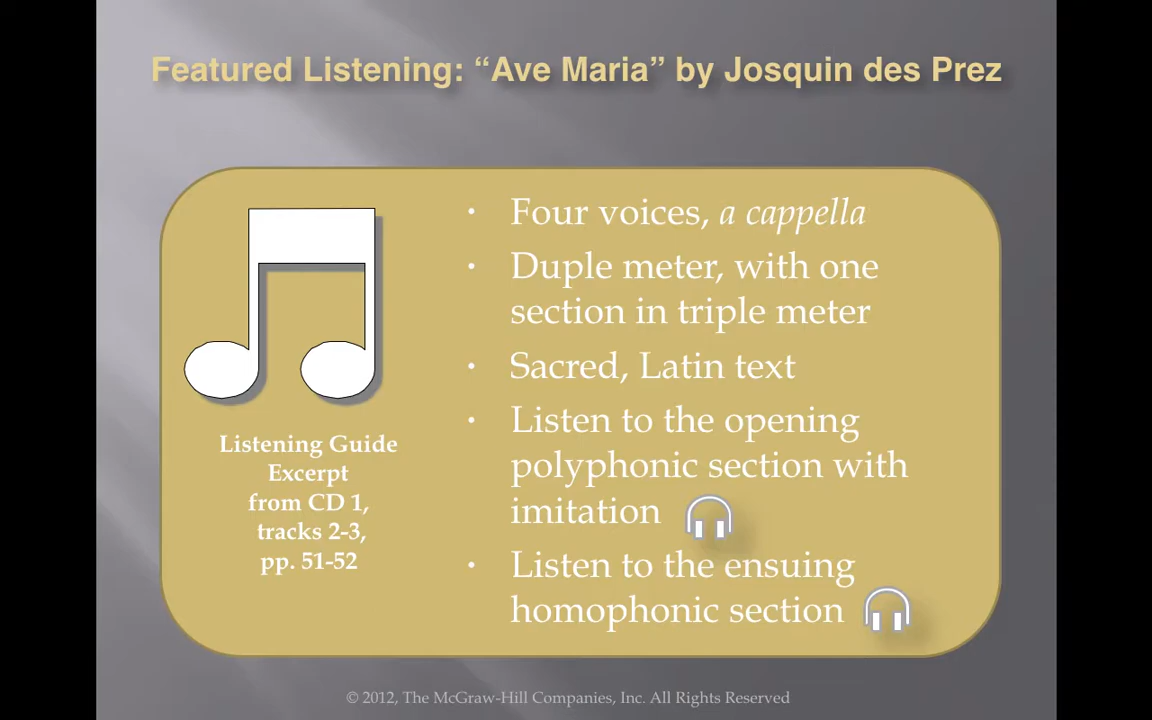 Featured Listening: “Ave Maria” by Josquin des Prez
Listening Guide
Excerpt
from CD 1,
tracks 2-3,
pp. 51-52
• Four voices, a cappella
• Duple meter, with one
section in triple meter
• Sacred, Latin text
• Listen to the opening
polyphonic section with
imitation
• Listen to the ensuing
homophonic section
© 2012, The McGraw-Hill Companies, Inc. All Rights Reserved